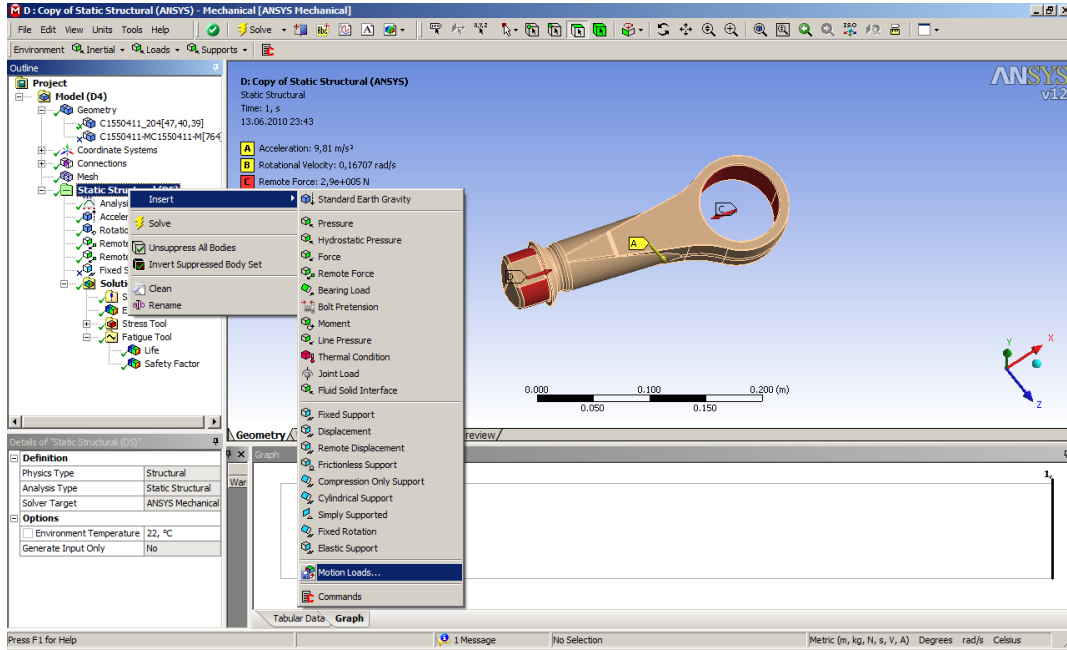 D : Copy of Static Structural (ANSYS) - Mechanical [ANSYS Mechanical]
File Edit View Units Tools Help Solve
Environment Inertial Loads Supports
Outline
Project
Model (D4)
Geometry
C1550411_204[47,40,39]
C1550411-MC1550411-M[764
Coordinate Systems
Connections
Mesh
Static Structural (D5)
Analysis
Acceler
Rotatic
Remote
Remote
Fixed S
Soluti
S
E
Stress Tool
Fatigue Tool
Life
Safety Factor
Insert
Solve
Unsuppress All Bodies
Invert Suppressed Body Set
Clean
Rename
Standard Earth Gravity
Pressure
Hydrostatic Pressure
Force
Remote Force
Bearing Load
Bolt Pretension
Moment
Line Pressure
Thermal Condition
Joint Load
Fluid Solid Interface
Fixed Support
Displacement
Remote Displacement
Frictionless Support
Compression Only Support
Cylindrical Support
Simply Supported
Fixed Rotation
Elastic Support
Motion Loads...
Commands
D: Copy of Static Structural (ANSYS)
Static Structural
Time: 1, s
13.06.2010 23:43
A Acceleration: 9,81 m/s²
B Rotational Velocity: 0,16707 rad/s
C Remote Force: 2,9e+005 N
ANSYS
v12
A
C
D
Y
X
Z
0.000 0.100 0.200 (m)
0.050 0.150
Geometry review
Details of "Static Structural (D5)"
Definition
Physics Type Structural
Analysis Type Static Structural
Solver Target ANSYS Mechanical
Options
Environment Temperature 22, °C
Generate Input Only No
War
Graph
1,
Tabular Data Graph
Press F1 for Help 1 Message No Selection Metric (m, kg, N, s, V, A) Degrees rad/s Celsius